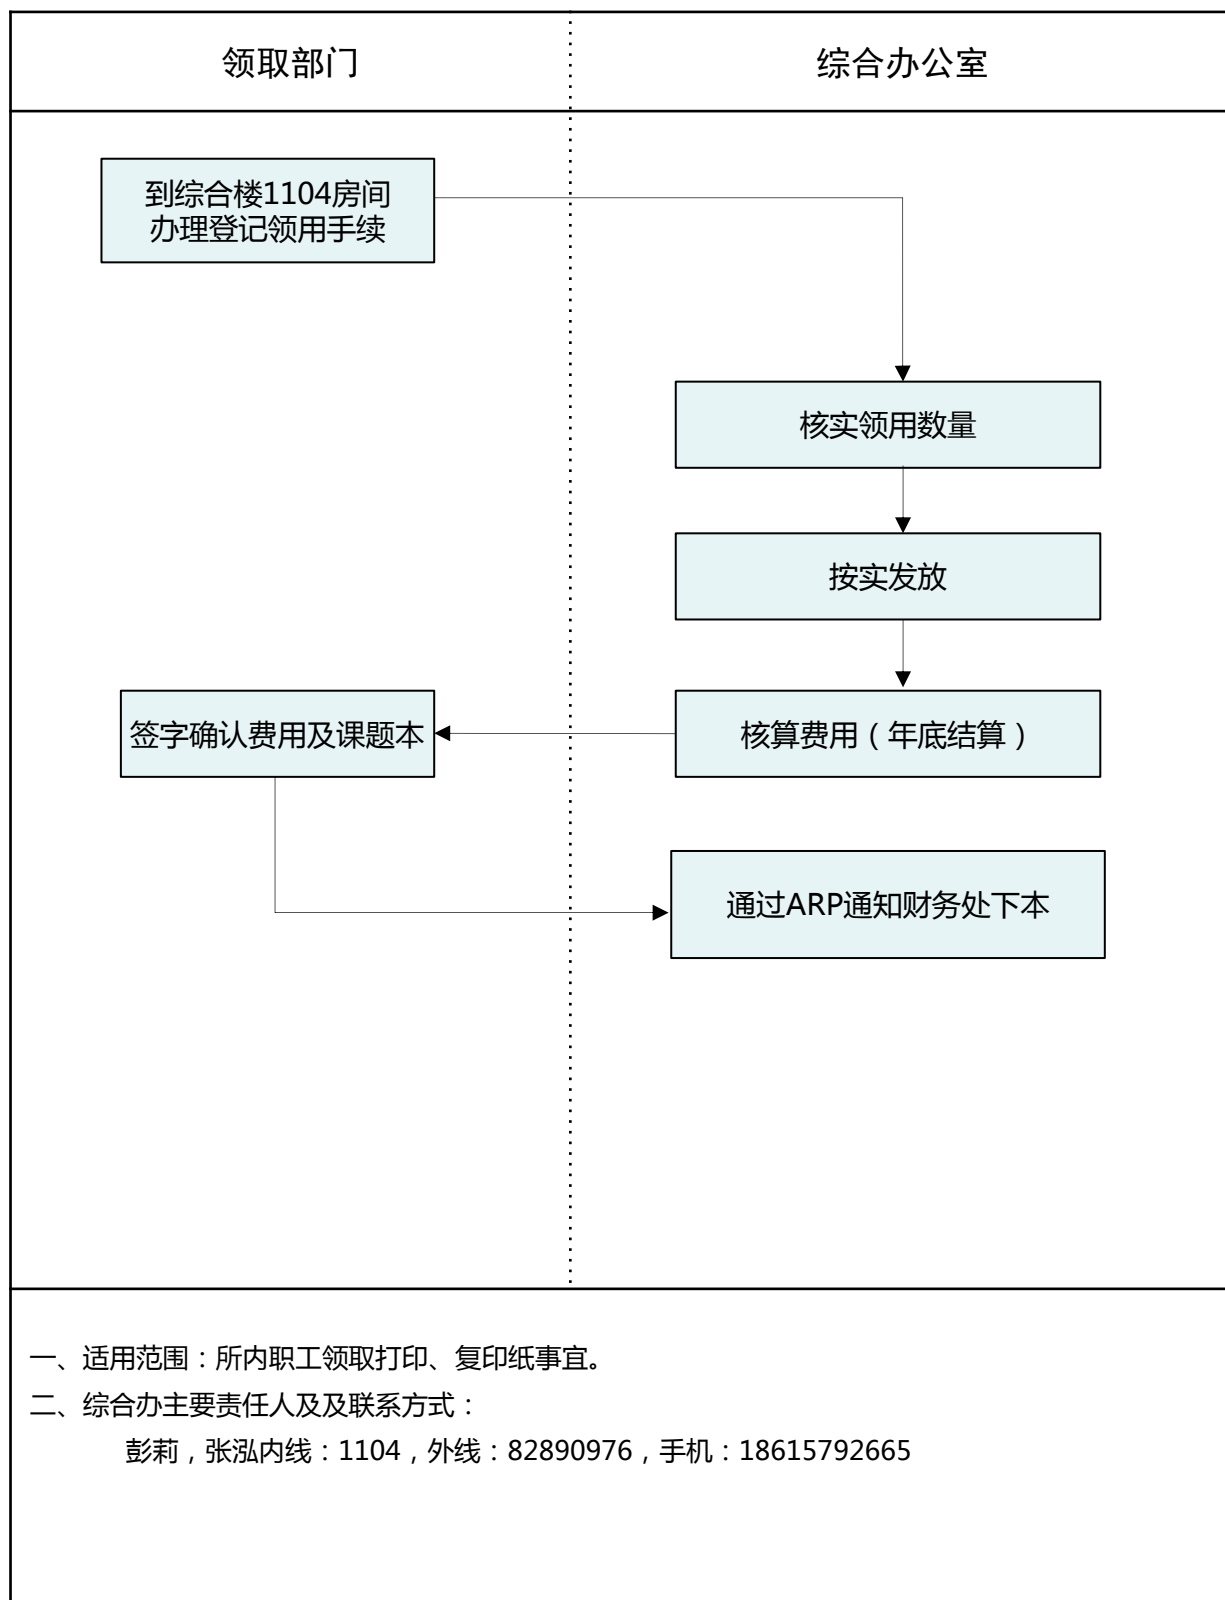 领取部门
综合办公室
到综合楼1104房间
办理登记领用手续
核实领用数量
按实发放
签字确认费用及课题本
核算费用（年底结算）
通过ARP通知财务处下本
一、适用范围：所内职工领取打印、复印纸事宜。
二、综合办主要责任人及及联系方式：
彭莉，张泓内线：1104，外线：82890976，手机：18615792665